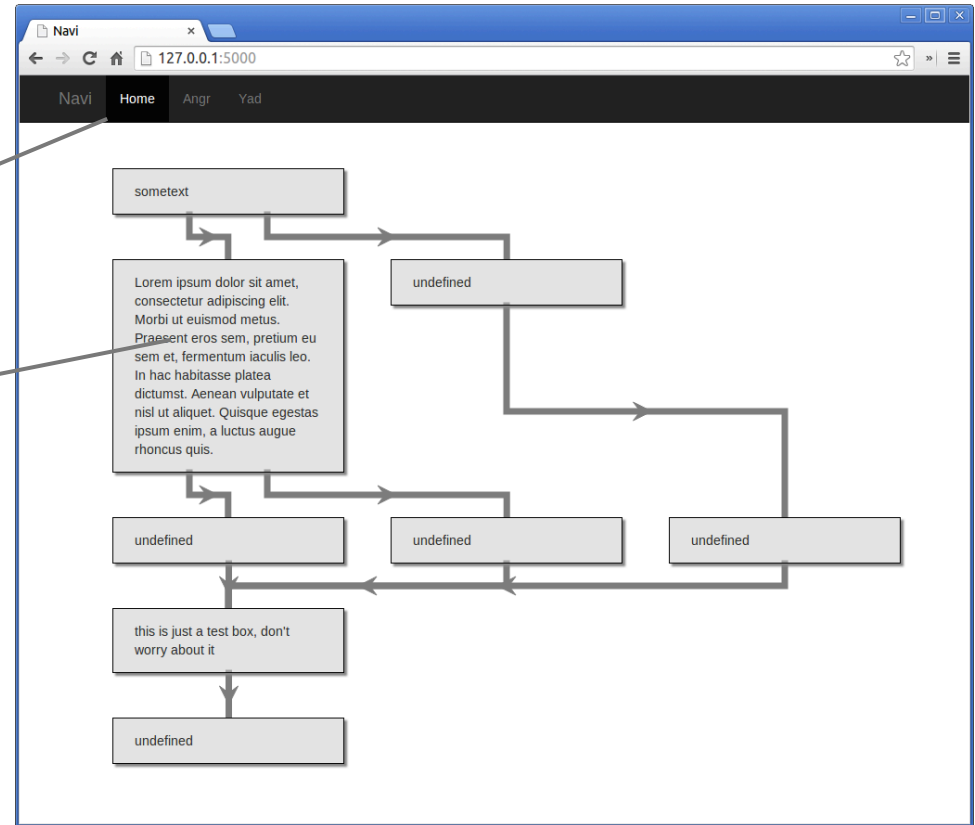 Navi
127.0.0.1:5000
Navi Home Angr Yad
sometext
Lorem ipsum dolor sit amet,
consectetur adipiscing elit.
Morbi ut euismod metus.
Praesent eros sem, pretium eu
sem et, fermentum iaculis leo.
In hac habitasse platea
dictumst. Aenean vulputate et
nisl ut aliquet. Quisque egestas
ipsum enim, a luctus augue
rhoncus quis.
undefined
undefined
undefined
undefined
this is just a test box, don't
worry about it
undefined